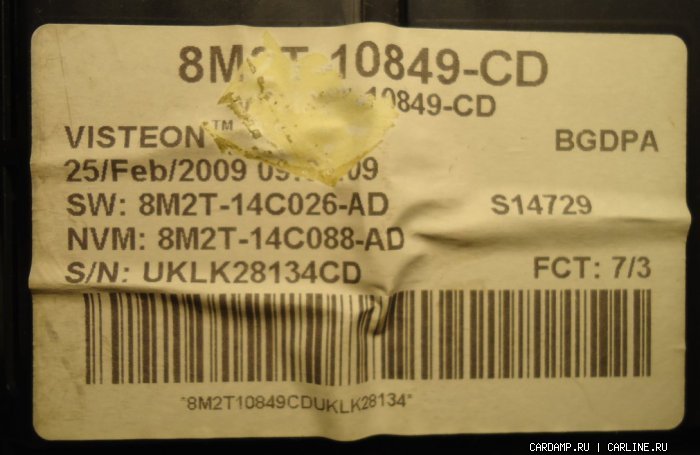 8M2T-10849-CD
10849-CD
VISTEON™ BGDPA
25/Feb/2009
SW: 8M2T-14C026-AD S14729
NVM: 8M2T-14C088-AD
S/N: UKLK28134CD FCT: 7/3
*8M2T10849CDUKLK28134*
CARDAMP.RU | CARLINE.RU